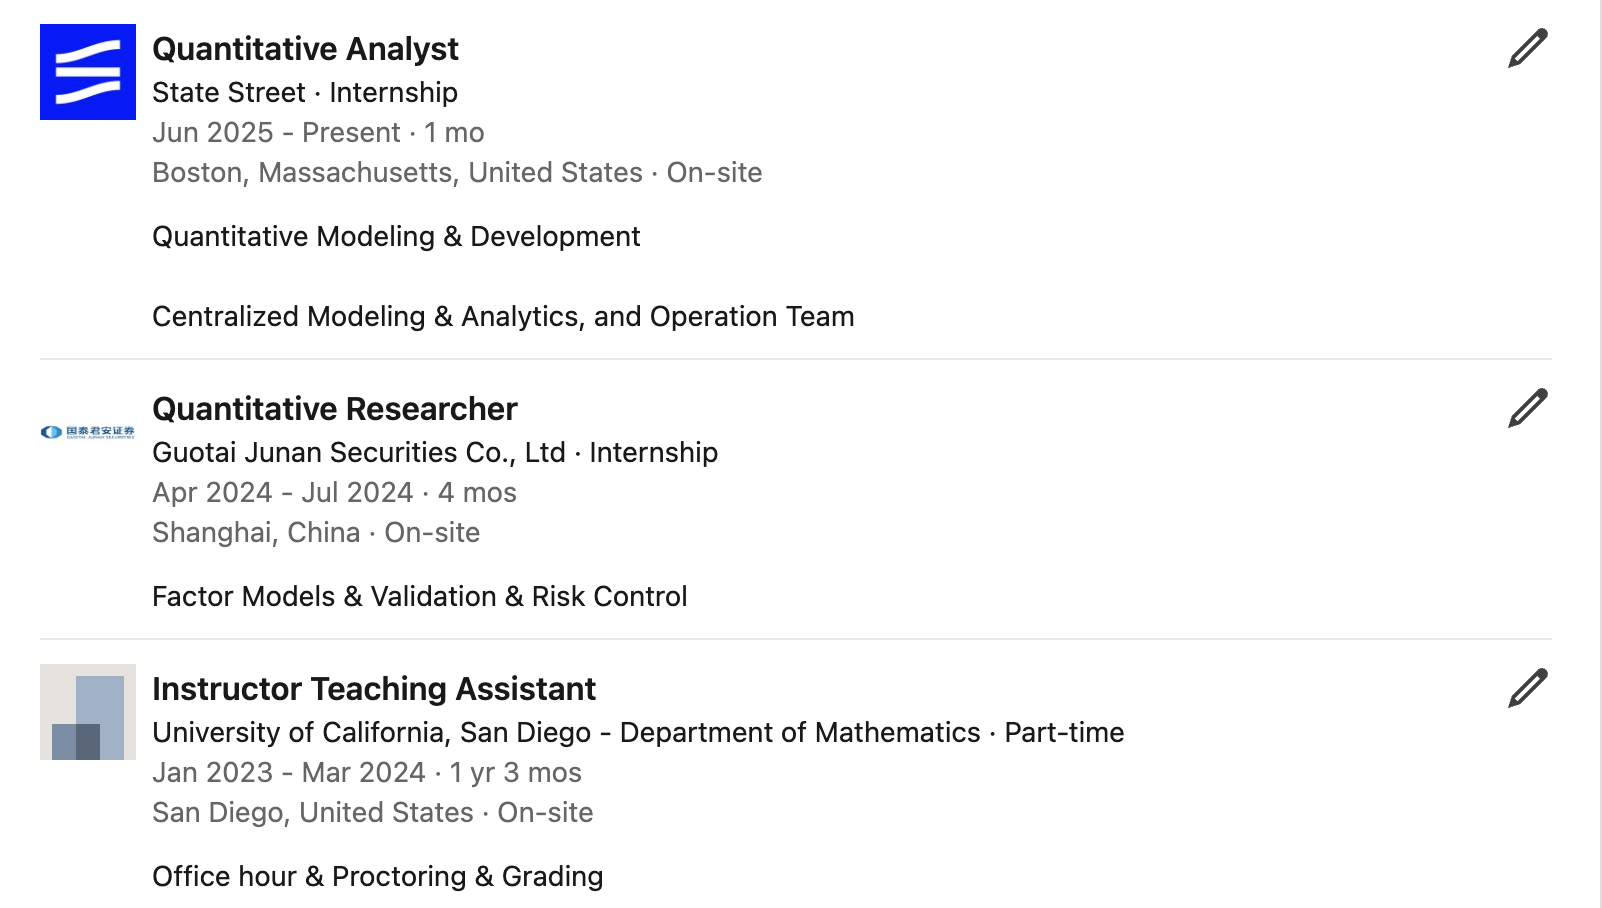 Quantitative Analyst
State Street · Internship
Jun 2025 - Present · 1 mo
Boston, Massachusetts, United States · On-site
Quantitative Modeling & Development
Centralized Modeling & Analytics, and Operation Team
国泰君安证券
GUOTAI JUNAN SECURITIES
Quantitative Researcher
Guotai Junan Securities Co., Ltd · Internship
Apr 2024 - Jul 2024 · 4 mos
Shanghai, China · On-site
Factor Models & Validation & Risk Control
Instructor Teaching Assistant
University of California, San Diego - Department of Mathematics · Part-time
Jan 2023 - Mar 2024 · 1 yr 3 mos
San Diego, United States · On-site
Office hour & Proctoring & Grading